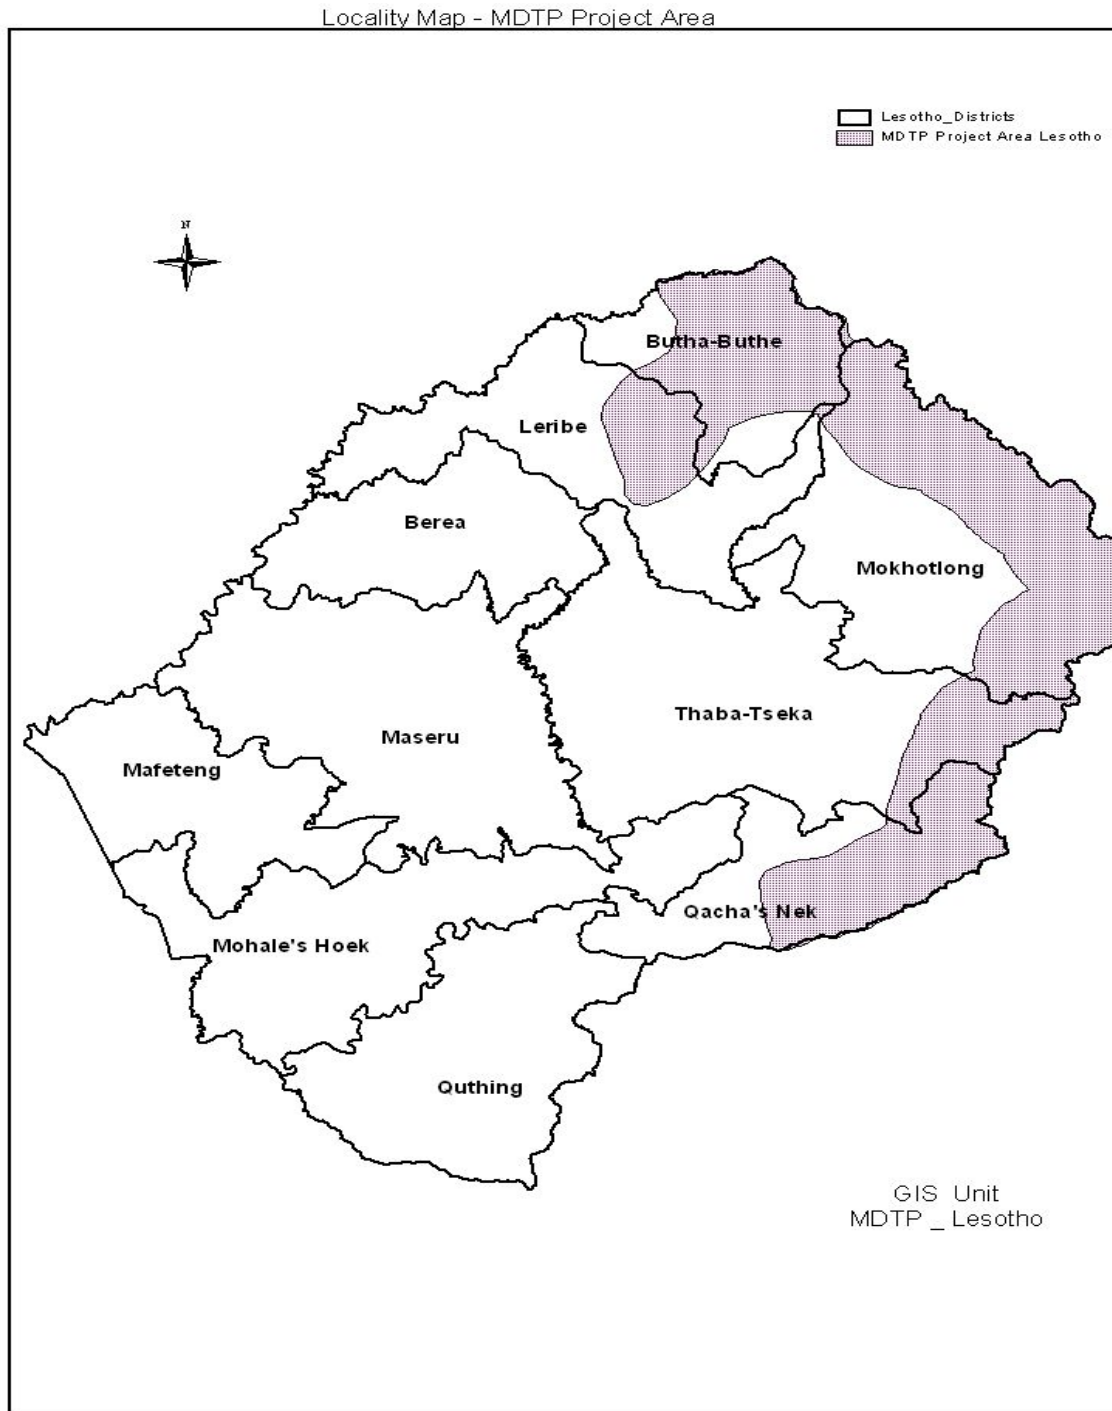 Locality Map - MDTP Project Area
Lesotho_Districts
MDTP Project Area Lesotho
N
Butha-Buthe
Leribe
Berea
Mokhotlong
Thaba-Tseka
Maseru
Mafeteng
Qacha's Nek
Mohale's Hoek
Quthing
GIS Unit
MDTP _ Lesotho